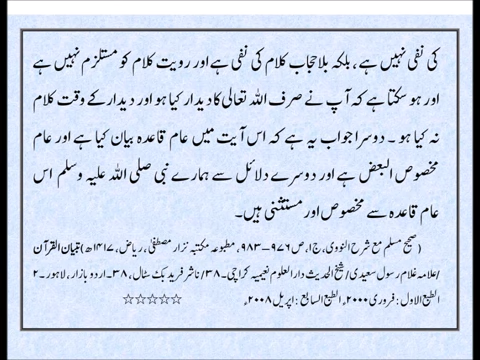 کی نفی نہیں ہے، بلکہ بلا حجاب کلام کی نفی ہے اور رویت کلام کو مستلزم نہیں ہے
اور ہو سکتا ہے کہ آپ نے صرف اللہ تعالیٰ کا دیدار کیا ہو اور دیدار کے وقت کلام
نہ کیا ہو ۔ دوسرا جواب یہ ہے کہ اس آیت میں عام قاعدہ بیان کیا ہے اور عام
مخصوص البعض ہے اور دوسرے دلائل سے ہمارے نبی صلی اللہ علیہ وسلم اس
عام قاعدہ سے مخصوص اور مستثنیٰ ہیں۔
(صحیح مسلم مع شرح النووی، ج۱، ص ۹۷۶-۹۸۳، مطبوعہ مکتبہ نزار مصطفیٰ، ریاض، ۱۴۱۷ھ) تبیان القرآن
/علامہ غلام رسول سعیدی/شیخ الحدیث دارالعلوم نعیمیہ کراچی۔۳۸/ناشر فرید بک سٹال، ۳۸۔اردو بازار، لاہور۔۲
الطبع الاول: فروری ۲۰۰۰ء الطبع السابع: اپریل ۲۰۰۸ء ☆☆☆☆☆